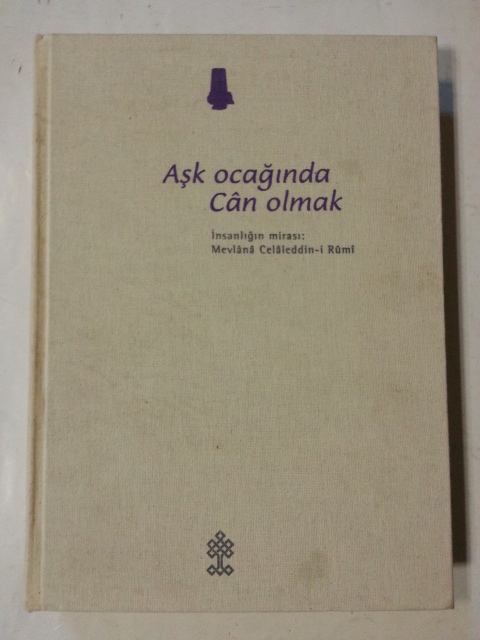 Aşk ocağında
Cân olmak
İnsanlığın mirası:
Mevlânâ Celâleddin-i Rûmî